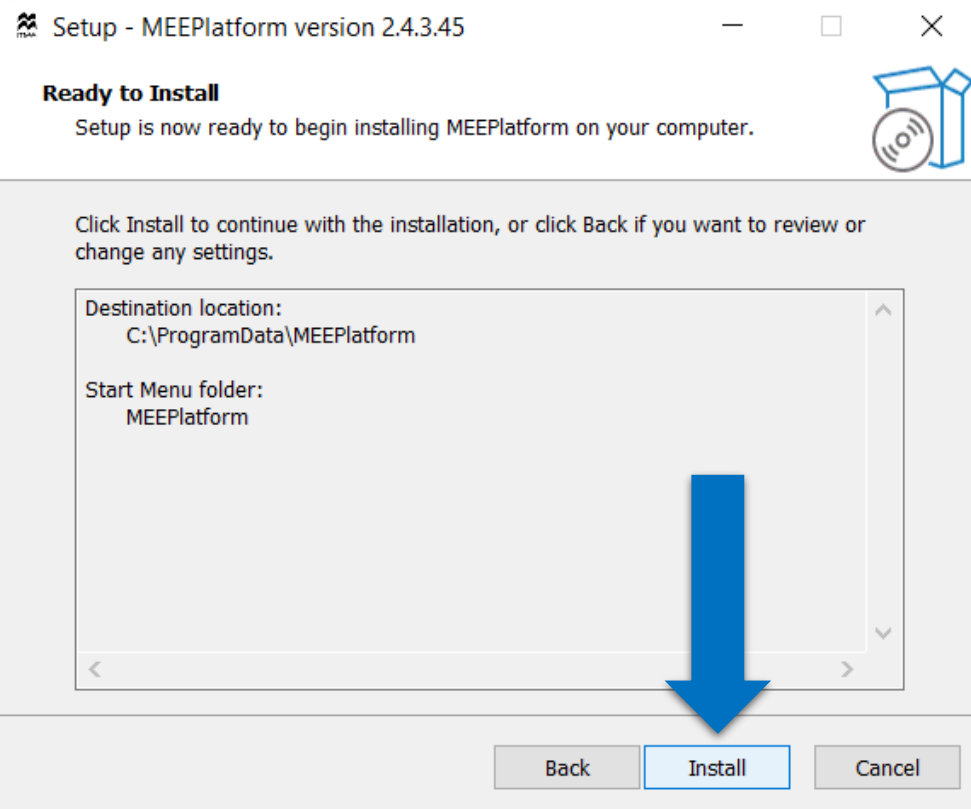 Setup - MEEPlatform version 2.4.3.45
Ready to Install
Setup is now ready to begin installing MEEPlatform on your computer.
Click Install to continue with the installation, or click Back if you want to review or
change any settings.
Destination location:
C:\ProgramData\MEEPlatform
Start Menu folder:
MEEPlatform
Back
Install
Cancel